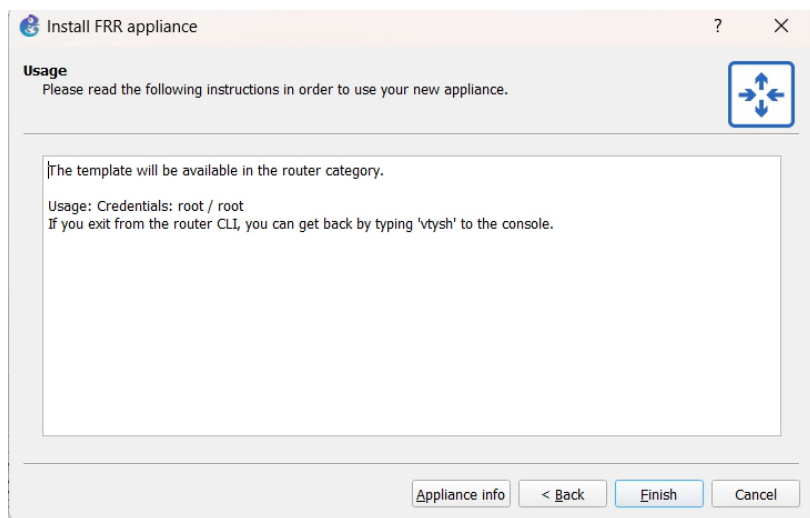 Install FRR appliance
?
Usage
Please read the following instructions in order to use your new appliance.
The template will be available in the router category.
Usage: Credentials: root / root
If you exit from the router CLI, you can get back by typing 'vtysh' to the console.
Appliance info
< Back
Finish
Cancel